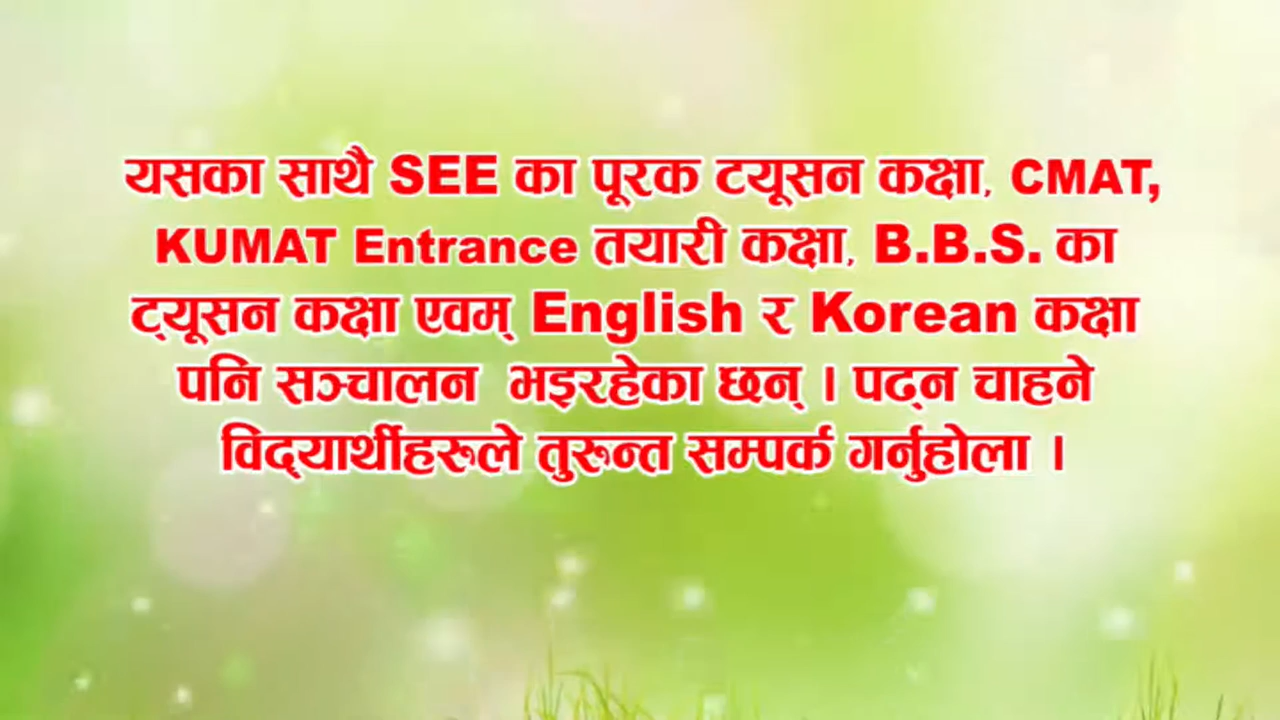 यसका साथै SEE का पूरक टयूसन कक्षा, CMAT,
KUMAT Entrance तयारी कक्षा, B.B.S. का
ट्यूसन कक्षा एवम् English र Korean कक्षा
पनि सञ्चालन भइरहेका छन् । पढ्न चाहने
विद्यार्थीहरूले तुरुन्त सम्पर्क गर्नुहोला ।